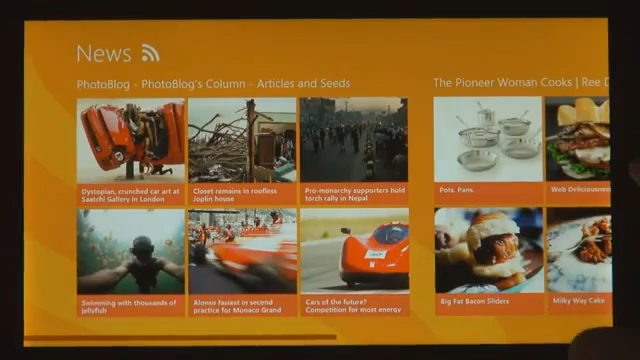 News
PhotoBlog - PhotoBlog's Column - Articles and Seeds
The Pioneer Woman Cooks | Ree D
Dystopian, crunched car art at
Saatchi Gallery in London
Closet remains in roofless
Joplin house
Pro-monarchy supporters hold
torch rally in Nepal
Pots. Pans.
Web Deliciousness
Swimming with thousands of
jellyfish
Alonso fastest in second
practice for Monaco Grand
Cars of the future?
Competition for most energy
Big Fat Bacon Sliders
Milky Way Cake